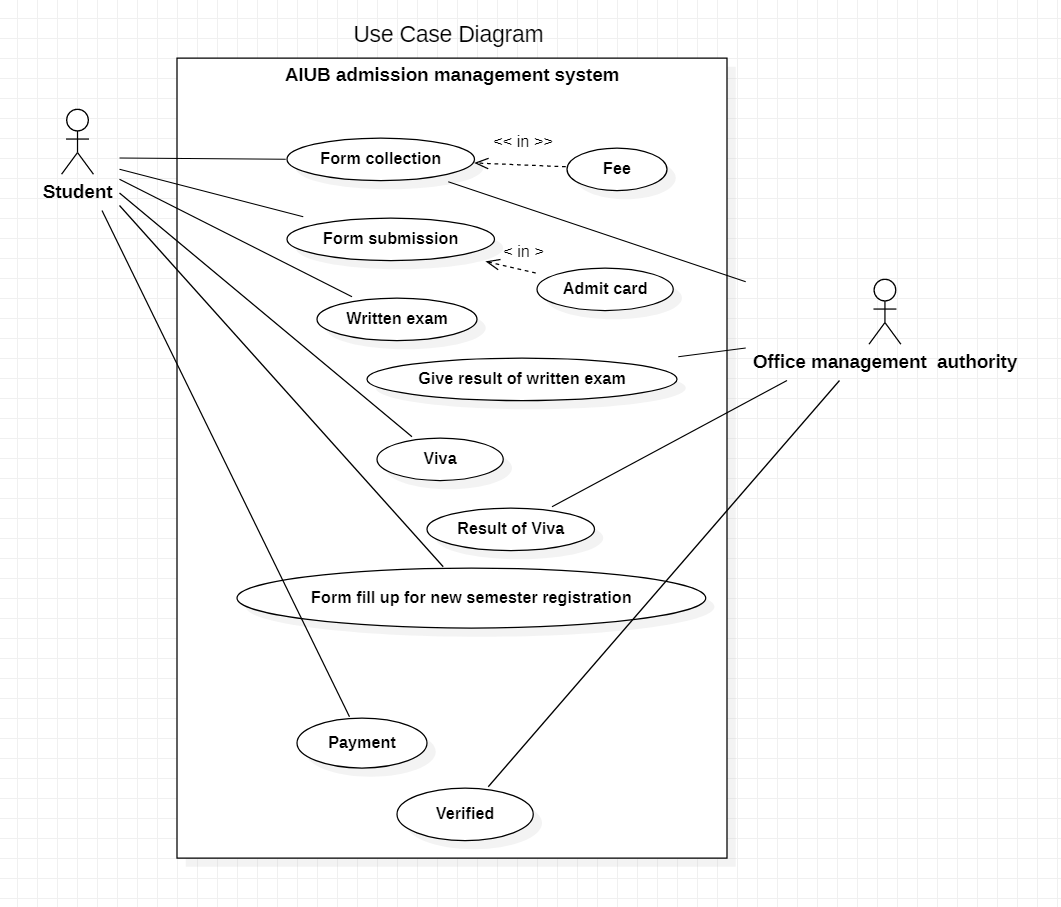 Use Case Diagram
AIUB admission management system
<< in >>
Form collection
Fee
Student
Form submission
< in >
Admit card
Written exam
Office management  authority
Give result of written exam
Viva
Result of Viva
Form fill up for new semester registration
Payment
Verified